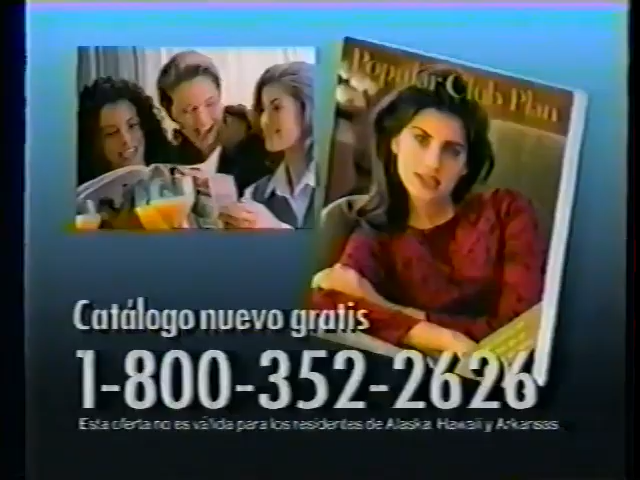 Popular Club Plan
Catálogo nuevo gratis
1-800-352-2626
Esta oferta no es válida para los residentes de Alaska, Hawaii y Arkansas.